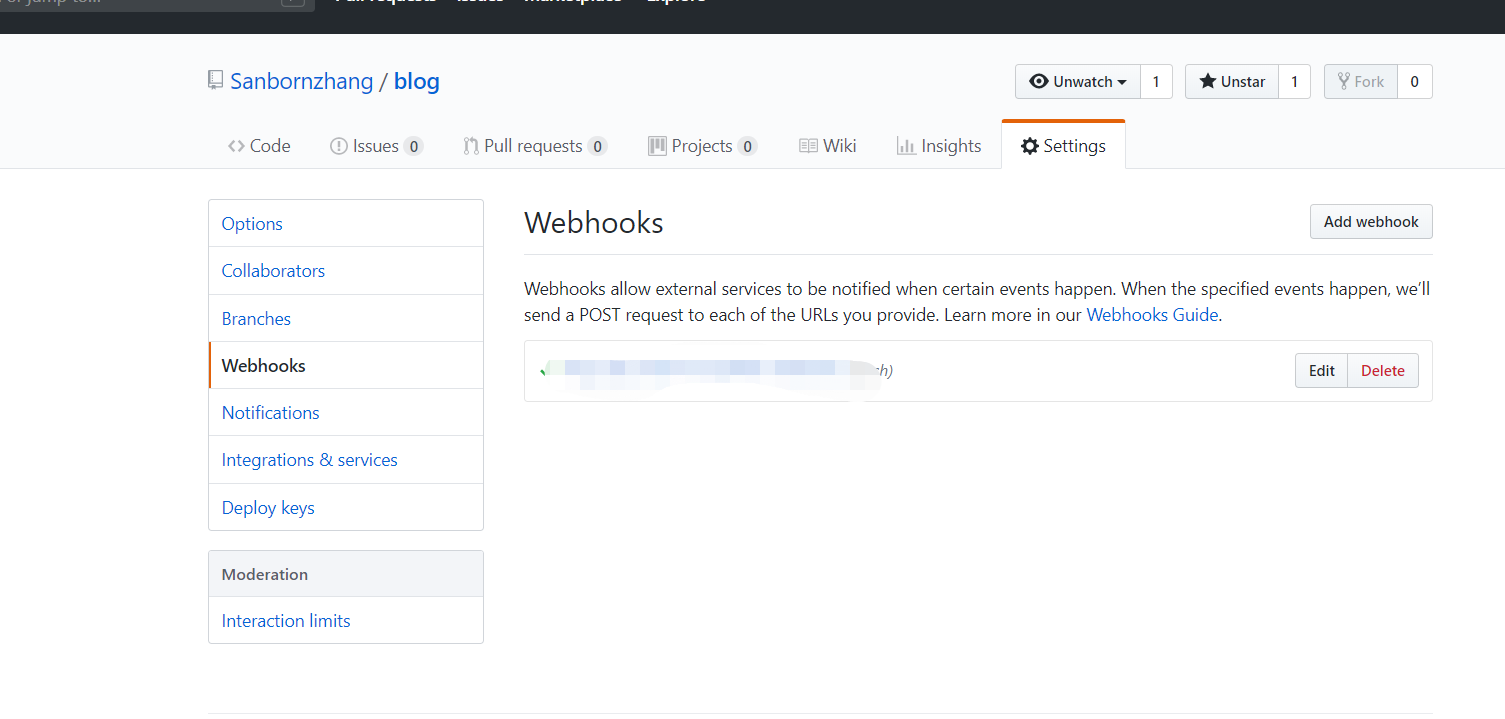 Pull requests Issues Marketplace Explore
Sanbornzhang / blog
Unwatch 1 Unstar 1 Fork 0
Code Issues 0 Pull requests 0 Projects 0 Wiki Insights Settings
Options
Collaborators
Branches
Webhooks
Notifications
Integrations & services
Deploy keys
Moderation
Interaction limits
Webhooks
Add webhook
Webhooks allow external services to be notified when certain events happen. When the specified events happen, we’ll
send a POST request to each of the URLs you provide. Learn more in our Webhooks Guide.
Edit Delete